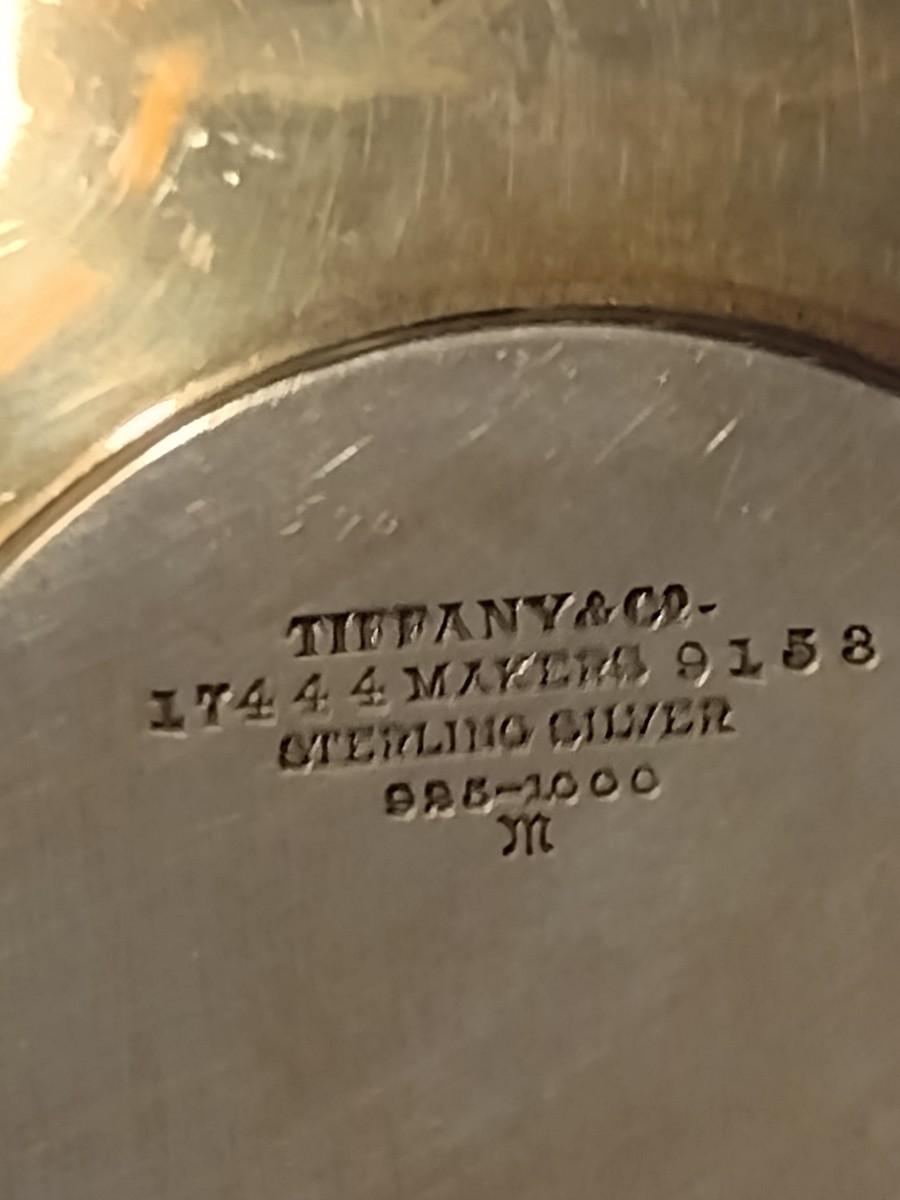 TIFFANY & CO-
17444 MAKERS 9153
STERLING SILVER
925-1000
M